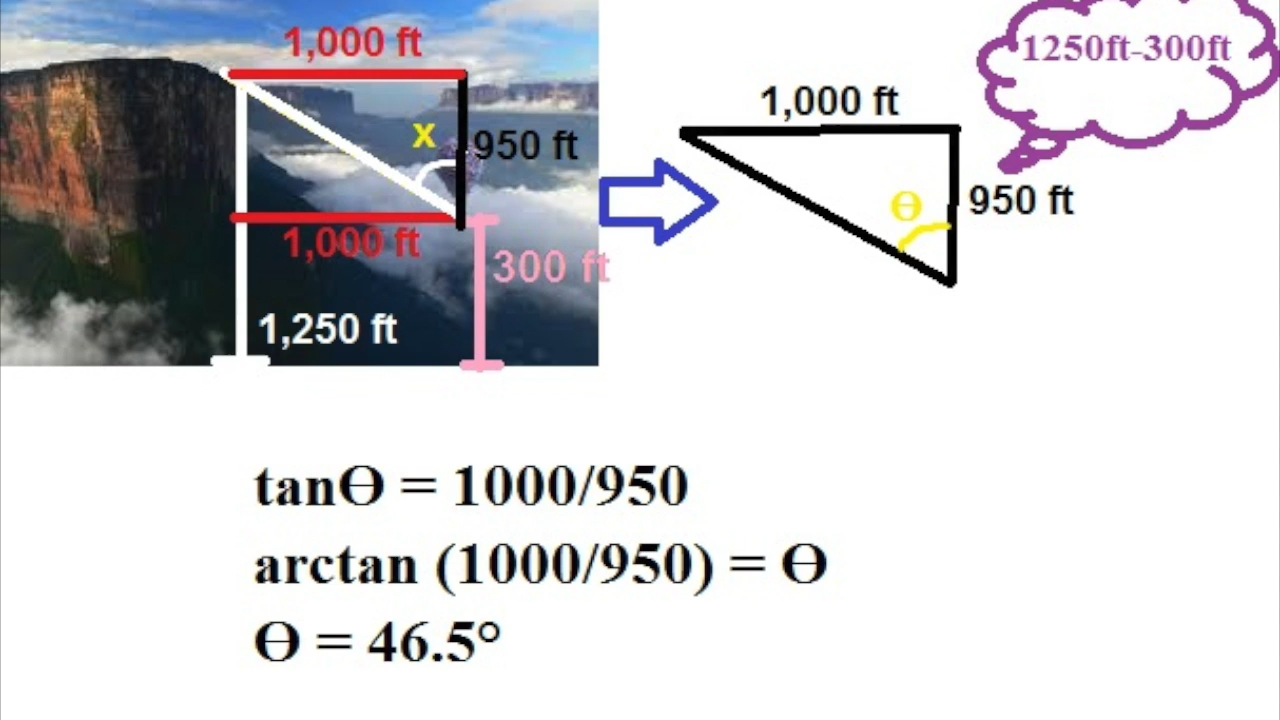 1,000 ft
x
950 ft
1,000 ft
300 ft
1,250 ft
1250ft-300ft
1,000 ft
Ɵ
950 ft
tanƟ = 1000/950
arctan (1000/950) = Ɵ
Ɵ = 46.5°